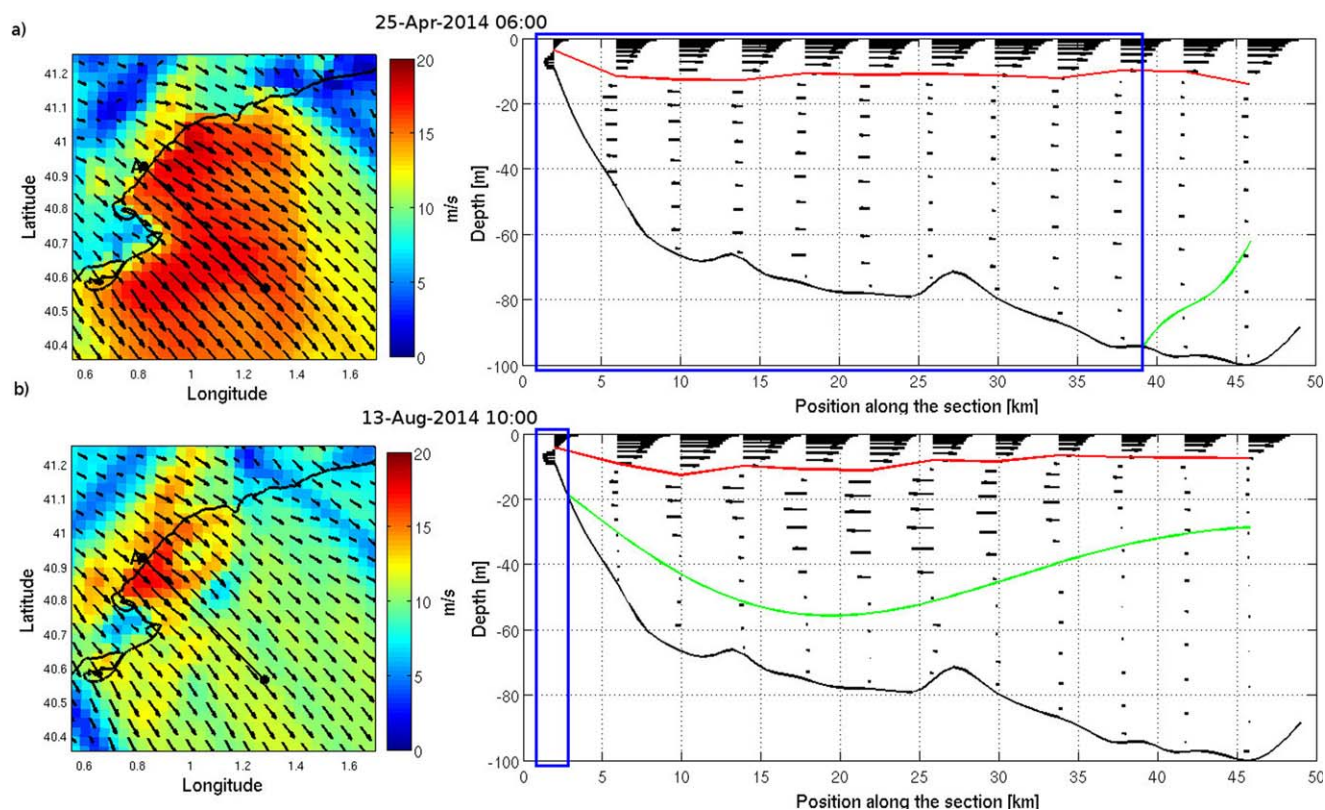 25-Apr-2014 06:00
a)
41.2
41.1
41
40.9
40.8
40.7
40.6
40.5
40.4
Latitude
A
0.6 0.8 1 1.2 1.4 1.6
Longitude
20
15
10
5
0
m/s
0
-20
-40
-60
-80
-100
Depth [m]
0 5 10 15 20 25 30 35 40 45 50
Position along the section [km]
13-Aug-2014 10:00
b)
41.2
41.1
41
40.9
40.8
40.7
40.6
40.5
40.4
Latitude
A
0.6 0.8 1 1.2 1.4 1.6
Longitude
20
15
10
5
0
m/s
0
-20
-40
-60
-80
-100
Depth [m]
0 5 10 15 20 25 30 35 40 45 50
Position along the section [km]